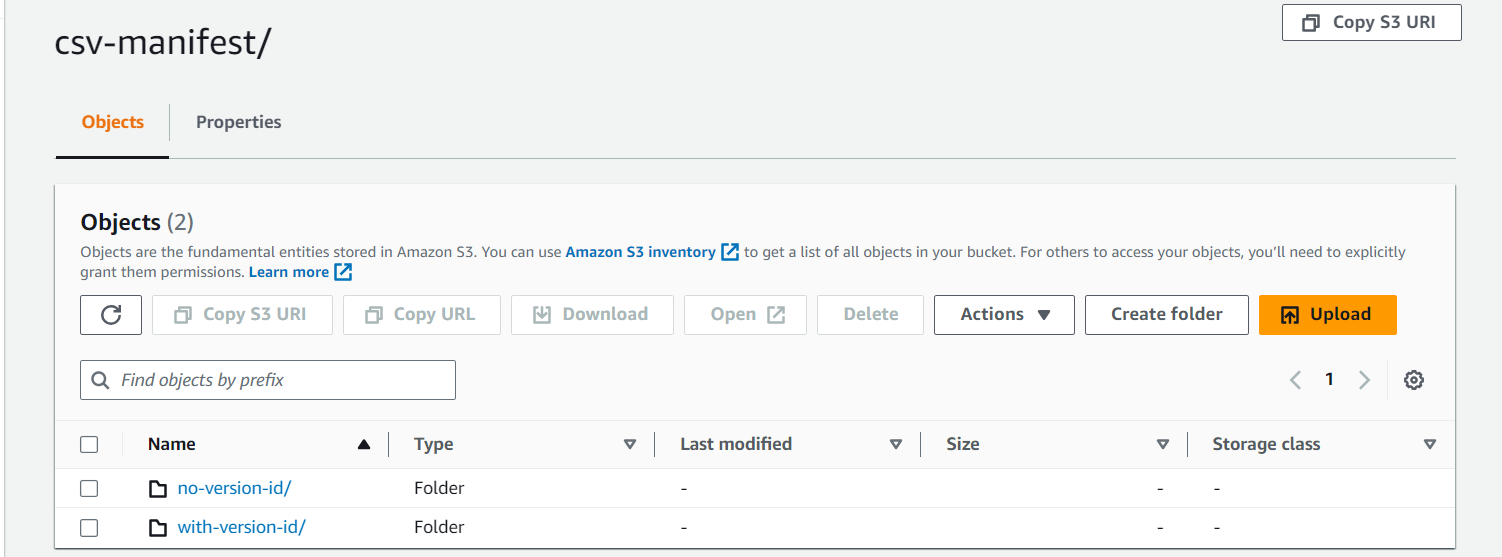 Copy S3 URI
csv-manifest/
Objects
Properties
Objects (2)
Objects are the fundamental entities stored in Amazon S3. You can use Amazon S3 inventory to get a list of all objects in your bucket. For others to access your objects, you'll need to explicitly
grant them permissions. Learn more
Copy S3 URI
Copy URL
Download
Open
Delete
Actions
Create folder
Upload
Find objects by prefix
1
Name
Type
Last modified
Size
Storage class
no-version-id/
Folder
-
-
-
with-version-id/
Folder
-
-
-